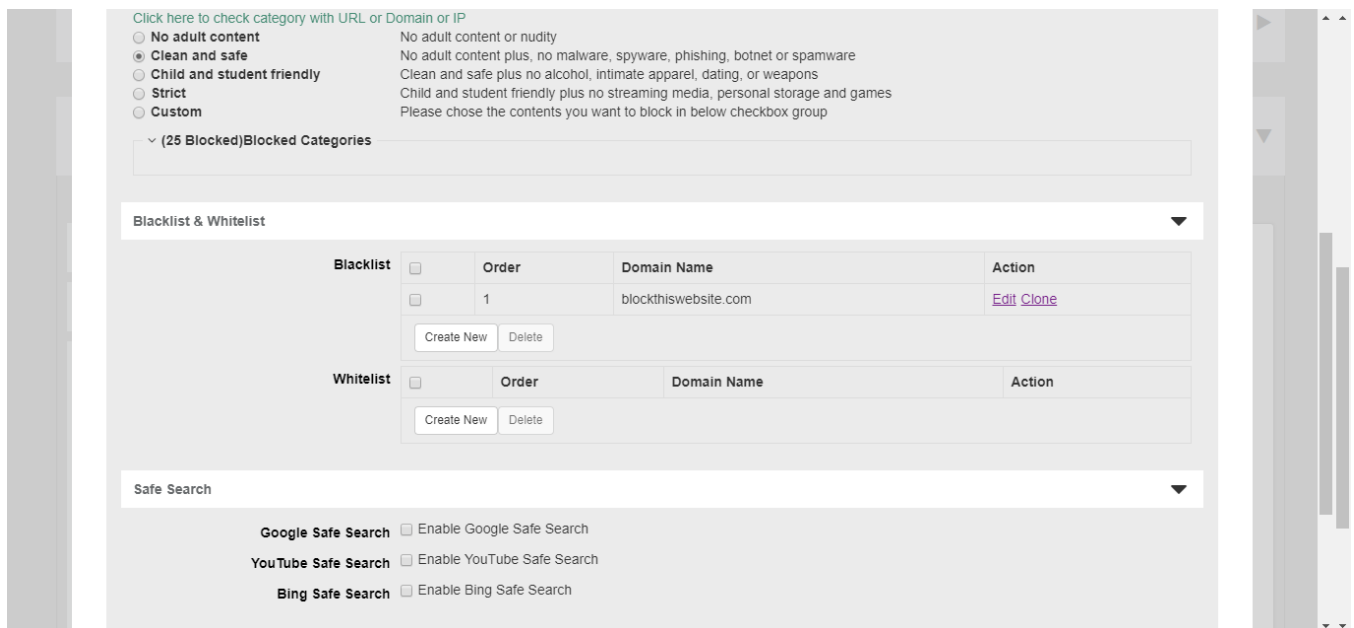 Click here to check category with URL or Domain or IP
No adult content No adult content or nudity
Clean and safe No adult content plus, no malware, spyware, phishing, botnet or spamware
Child and student friendly Clean and safe plus no alcohol, intimate apparel, dating, or weapons
Strict Child and student friendly plus no streaming media, personal storage and games
Custom Please chose the contents you want to block in below checkbox group
(25 Blocked)Blocked Categories
Blacklist & Whitelist
Blacklist Order Domain Name Action
1 blockthiswebsite.com Edit Clone
Create New Delete
Whitelist Order Domain Name Action
Create New Delete
Safe Search
Google Safe Search Enable Google Safe Search
YouTube Safe Search Enable YouTube Safe Search
Bing Safe Search Enable Bing Safe Search